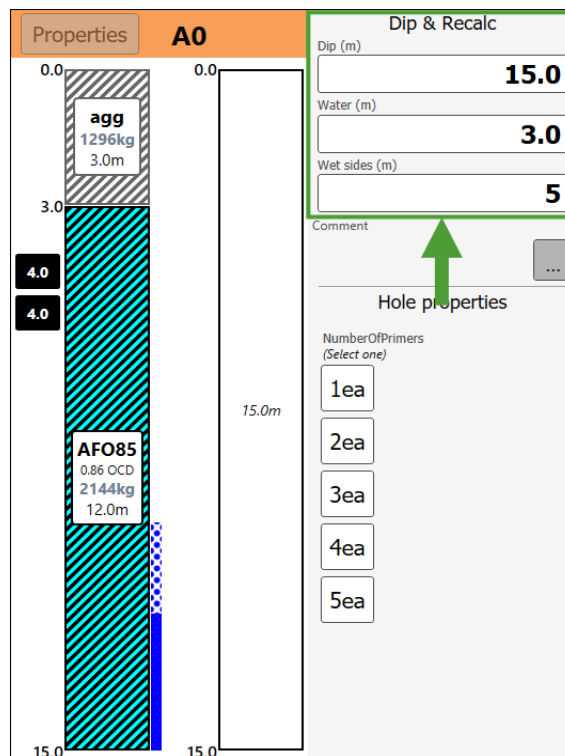 Properties
A0
0.0
agg
1296kg
3.0m
3.0
4.0
4.0
AFO85
0.86 OCD
2144kg
12.0m
15.0
0.0
15.0m
15.0
Dip & Recalc
Dip (m)
15.0
Water (m)
3.0
Wet sides (m)
5
Comment
...
Hole properties
NumberOfPrimers
(Select one)
1ea
2ea
3ea
4ea
5ea